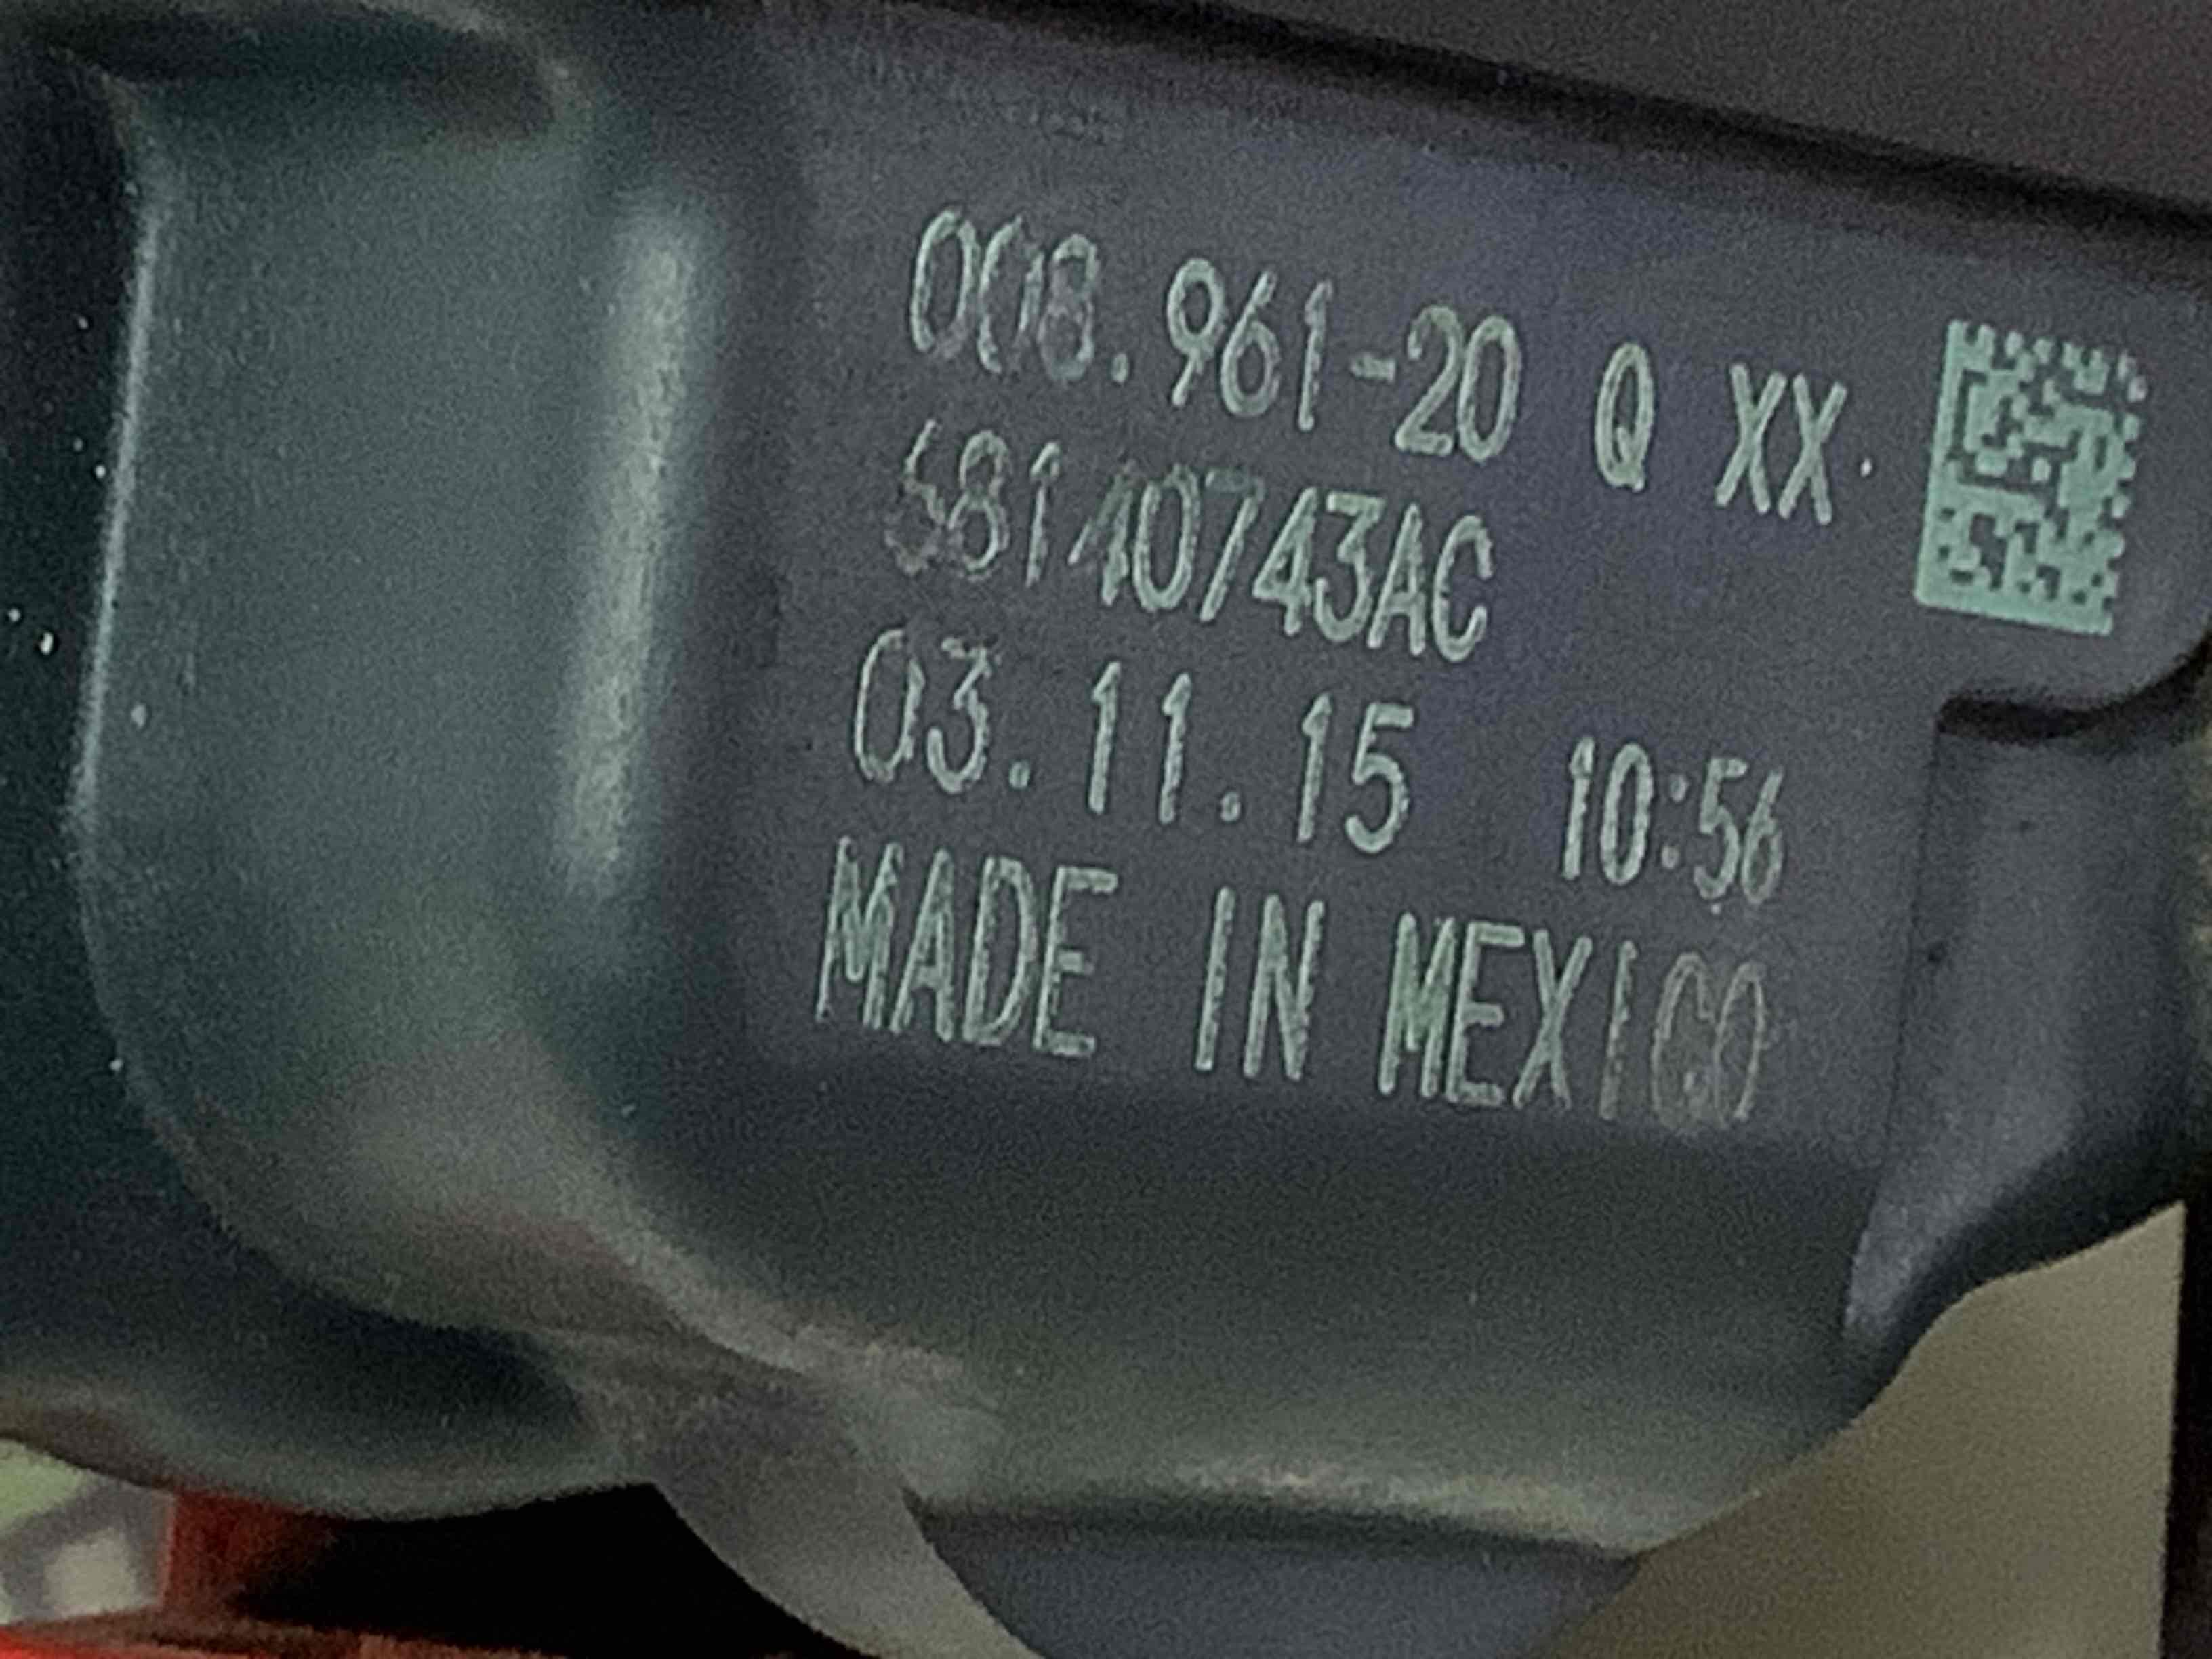 008.961-20 Q XX
68140743AC
03.11.15 10:56
MADE IN MEXICO